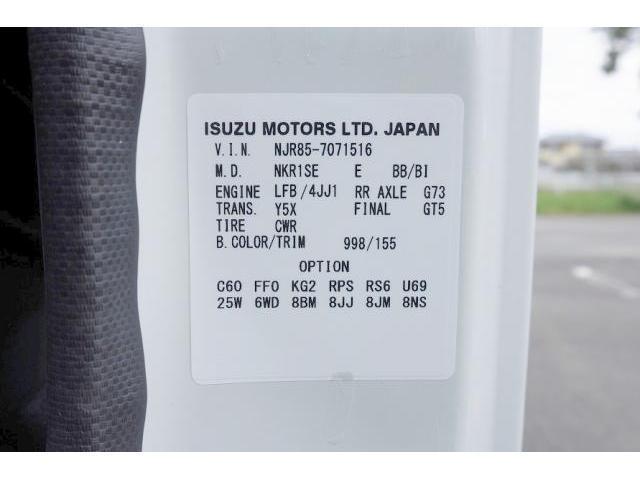 ISUZU MOTORS LTD. JAPAN
V.I.N. NJR85-7071516
M.D. NKR1SE E BB/BI
ENGINE LFB/4JJ1 RR AXLE G73
TRANS. Y5X FINAL GT5
TIRE CWR
B.COLOR/TRIM 998/155
OPTION
C60 FF0 KG2 RPS RS6 U69
25W 6WD 8BM 8JJ 8JM 8NS